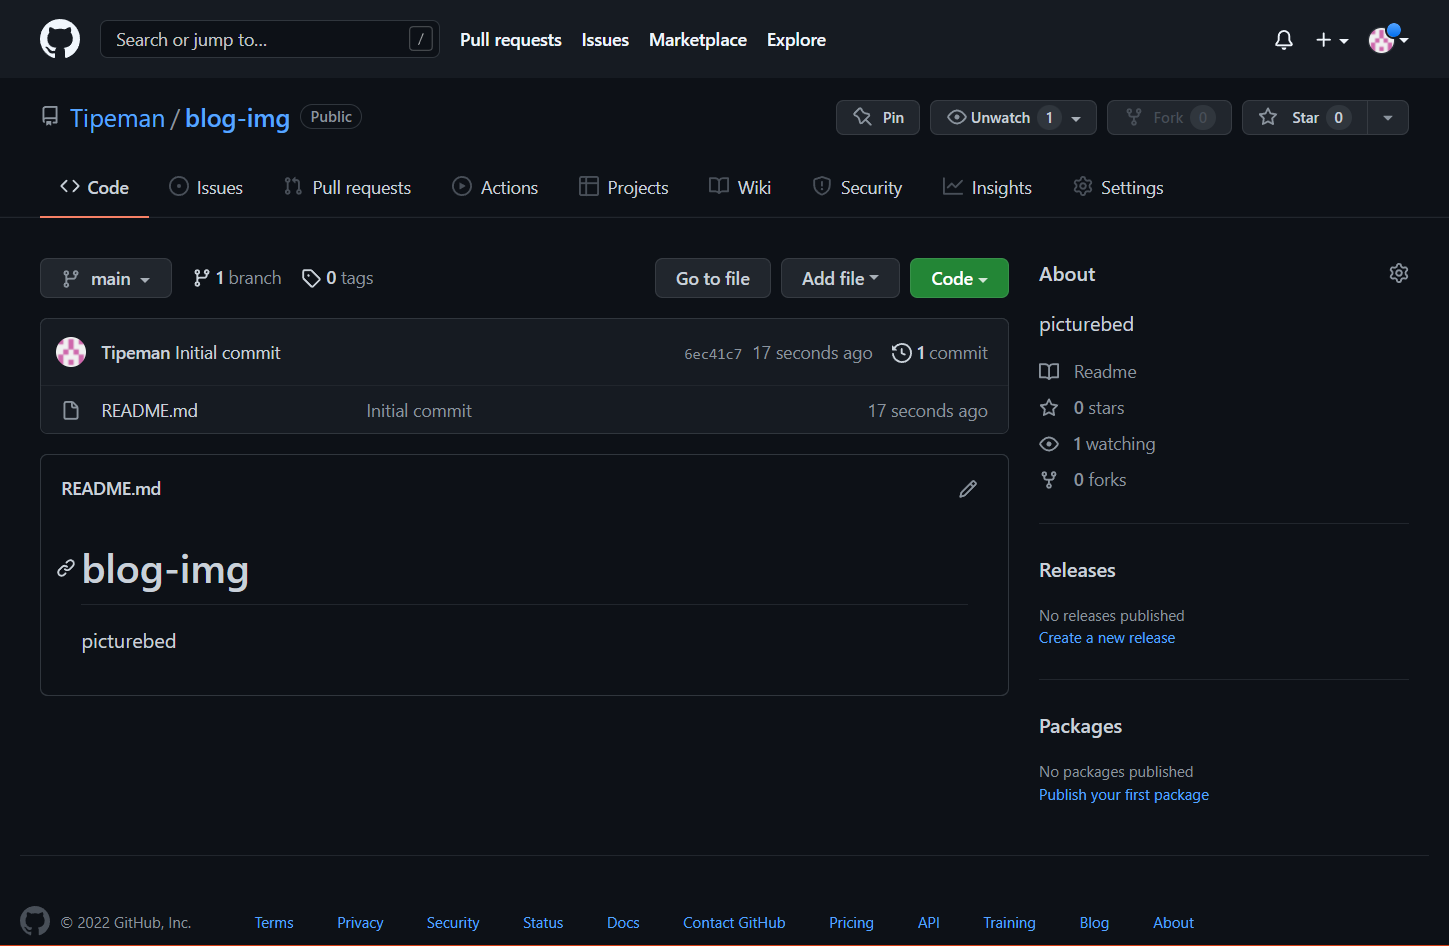 Search or jump to... / Pull requests Issues Marketplace Explore
Tipeman / blog-img Public Pin Unwatch 1 Fork 0 Star 0
Code Issues Pull requests Actions Projects Wiki Security Insights Settings
main 1 branch 0 tags Go to file Add file Code
Tipeman Initial commit 6ec41c7 17 seconds ago 1 commit
README.md Initial commit 17 seconds ago
README.md
blog-img
picturebed
About
picturebed
Readme
0 stars
1 watching
0 forks
Releases
No releases published
Create a new release
Packages
No packages published
Publish your first package
© 2022 GitHub, Inc. Terms Privacy Security Status Docs Contact GitHub Pricing API Training Blog About